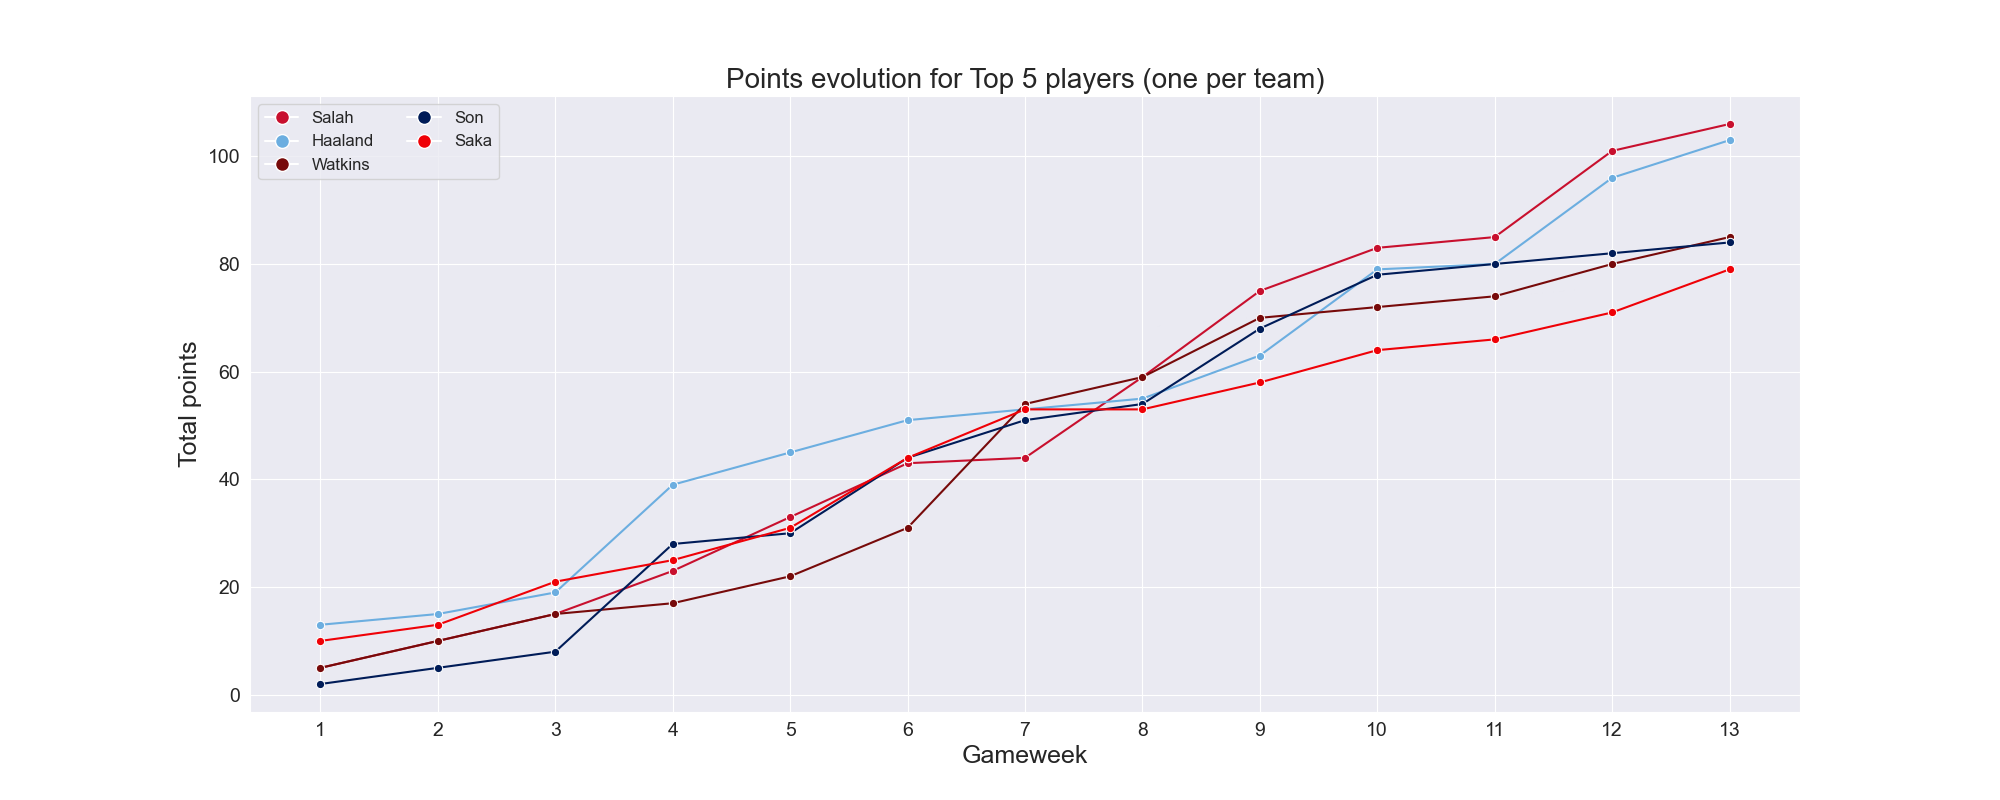 Points evolution for Top 5 players (one per team)
Salah
Haaland
Watkins
Son
Saka
Total points
100
80
60
40
20
0
1 2 3 4 5 6 7 8 9 10 11 12 13
Gameweek